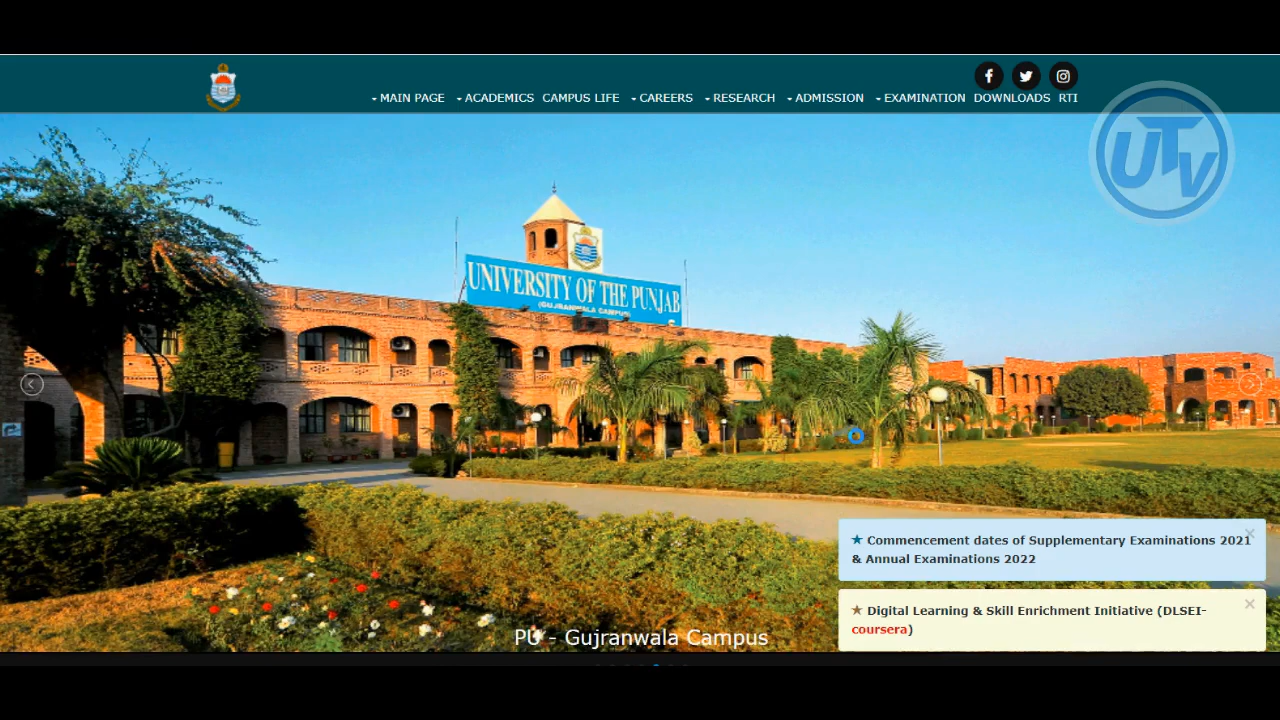 MAIN PAGE ACADEMICS CAMPUS LIFE CAREERS RESEARCH ADMISSION EXAMINATION DOWNLOADS RTI
UTV
UNIVERSITY OF THE PUNJAB
(GUJRANWALA CAMPUS)
★ Commencement dates of Supplementary Examinations 2021
& Annual Examinations 2022
★ Digital Learning & Skill Enrichment Initiative (DLSEI-
coursera)
PU - Gujranwala Campus